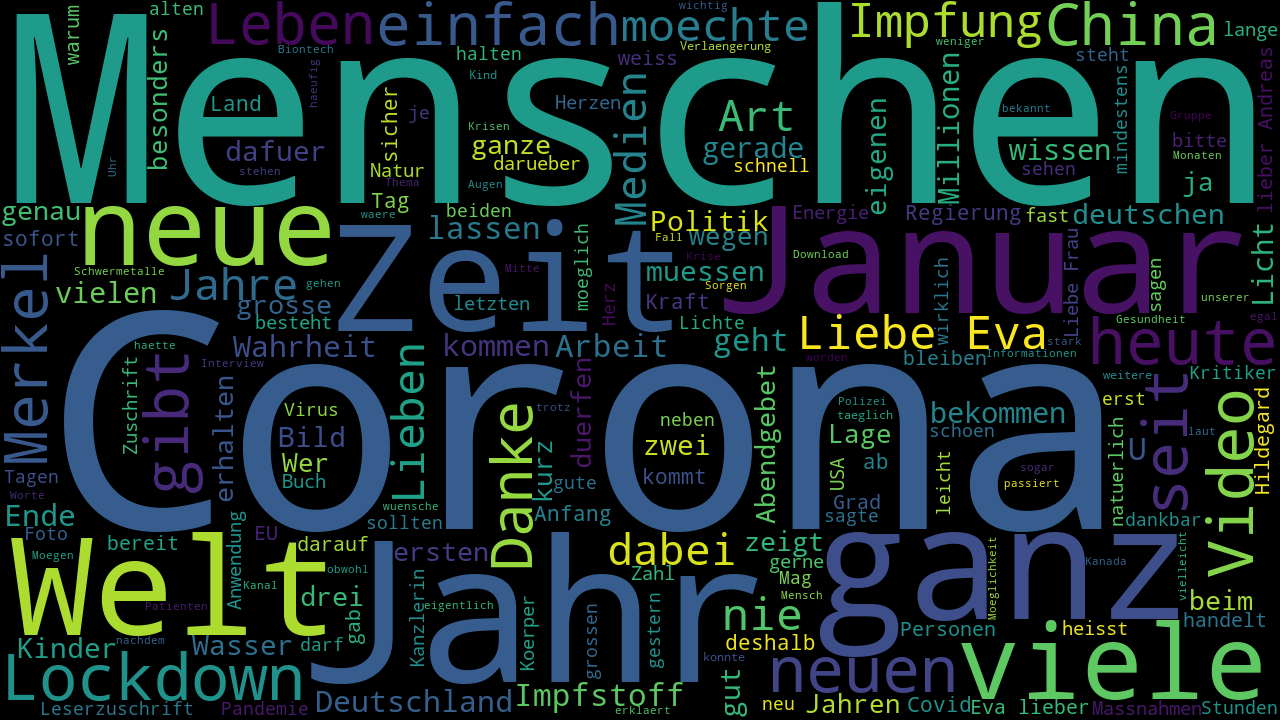 Menschen
Corona
Jahr
Zeit
Januar
ganz
Welt
viele
neue
neuen
Lockdown
heute
seit
Video
gibt
Merkel
China
Impfung
Leben
einfach
moechte
Danke
Lieben
Liebe Eva
dabei
nie
Art
Medien
Jahre
Impfstoff
Deutschland
alten
warum
besonders
Biontech
haeufig
Land
dafuer
Uhr
stehen
halten
Kind
weiss
wichtig
Verlaengerung
Herzen
Krisen
ganze
darueber
Augen
sicher
je
Natur
Thema
Tag
waere
beiden
gerade
schnell
eigenen
Millionen
weniger
steht
lange
bekannt
wissen
sehen
mindestens
Gruppe
bitte
Monaten
ja
lieber Andreas
genau
sofort
Schwermetalle
vielen
grosse
gehen
besteht
lassen
Mitte
letzten
moeglich
Herz
Politik
Fall
wegen
Krise
muessen
Sorgen
Kraft
Lichte
Energie
Regierung
fast
deutschen
Download
wirklich
Liebe Frau
sagen
Licht
unserer
Gesundheit
egal
stark
geht
bleiben
Informationen
Kritiker
haette
Wahrheit
Interview
kommen
Arbeit
worden
weitere
erst
Zuschrift
erhalten
Virus
Bild
Wer
Buch
trotz
duerfen
neben
zwei
kommt
Abendgebet
Polizei
taeglich
Lage
bekommen
schoen
U
natuerlich
laut
Hildegard
Tagen
Worte
Ende
Foto
Moegen
wuensche
sollten
kurz
gute
Anfang
USA
ab
Grad
sagte
leicht
sogar
passiert
dankbar
bereit
Anwendung
EU
darauf
obwohl
ersten
zeigt
gerne
Zahl
Mag
Mensch
Moeglichkeit
Kanada
vielleicht
beim
Kanal
drei
gab
Patienten
Kanzlerin
eigentlich
Koerper
grossen
gestern
deshalb
Personen
heisst
handelt
nachdem
Kinder
Wasser
darf
konnte
gut
neu
Jahren
Covid
Eva lieber
Massnahmen
Stunden
Leserzuschrift
Pandemie
erklaert